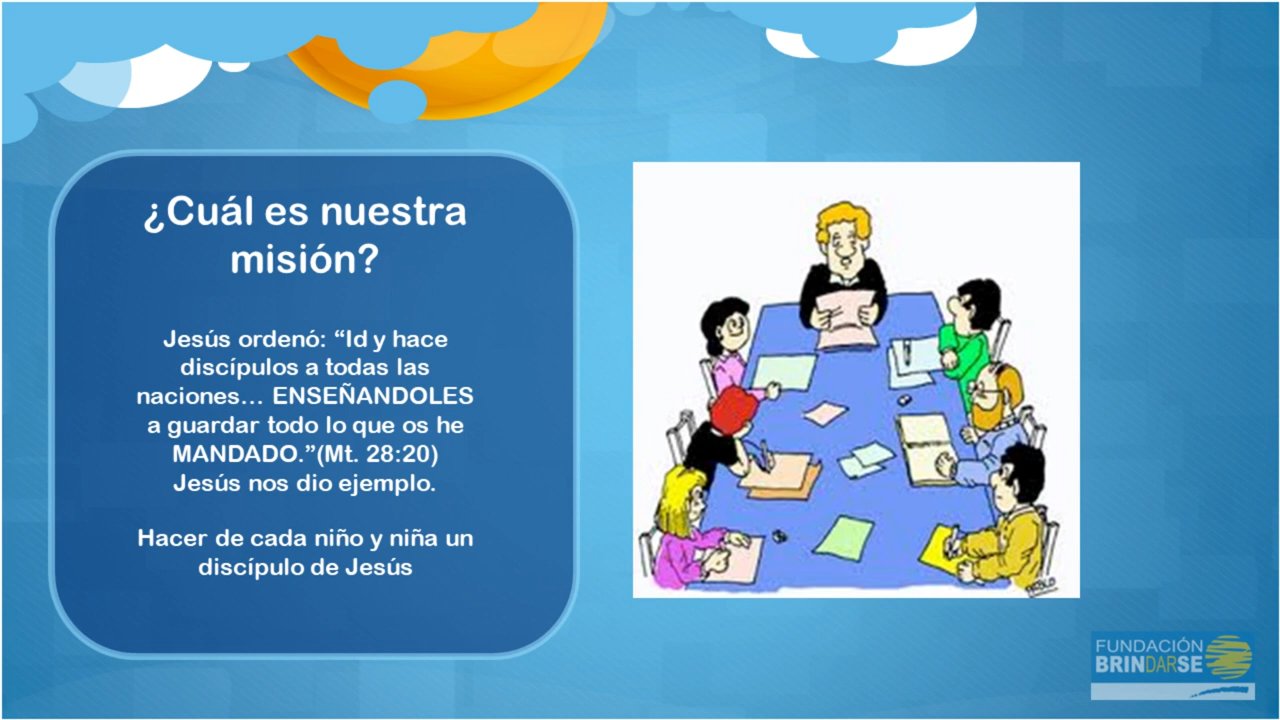 ¿Cuál es nuestra
misión?
Jesús ordenó: “Id y hace
discípulos a todas las
naciones… ENSEÑANDOLES
a guardar todo lo que os he
MANDADO.”(Mt. 28:20)
Jesús nos dio ejemplo.
Hacer de cada niño y niña un
discípulo de Jesús
FUNDACIÓN
BRINDARSE